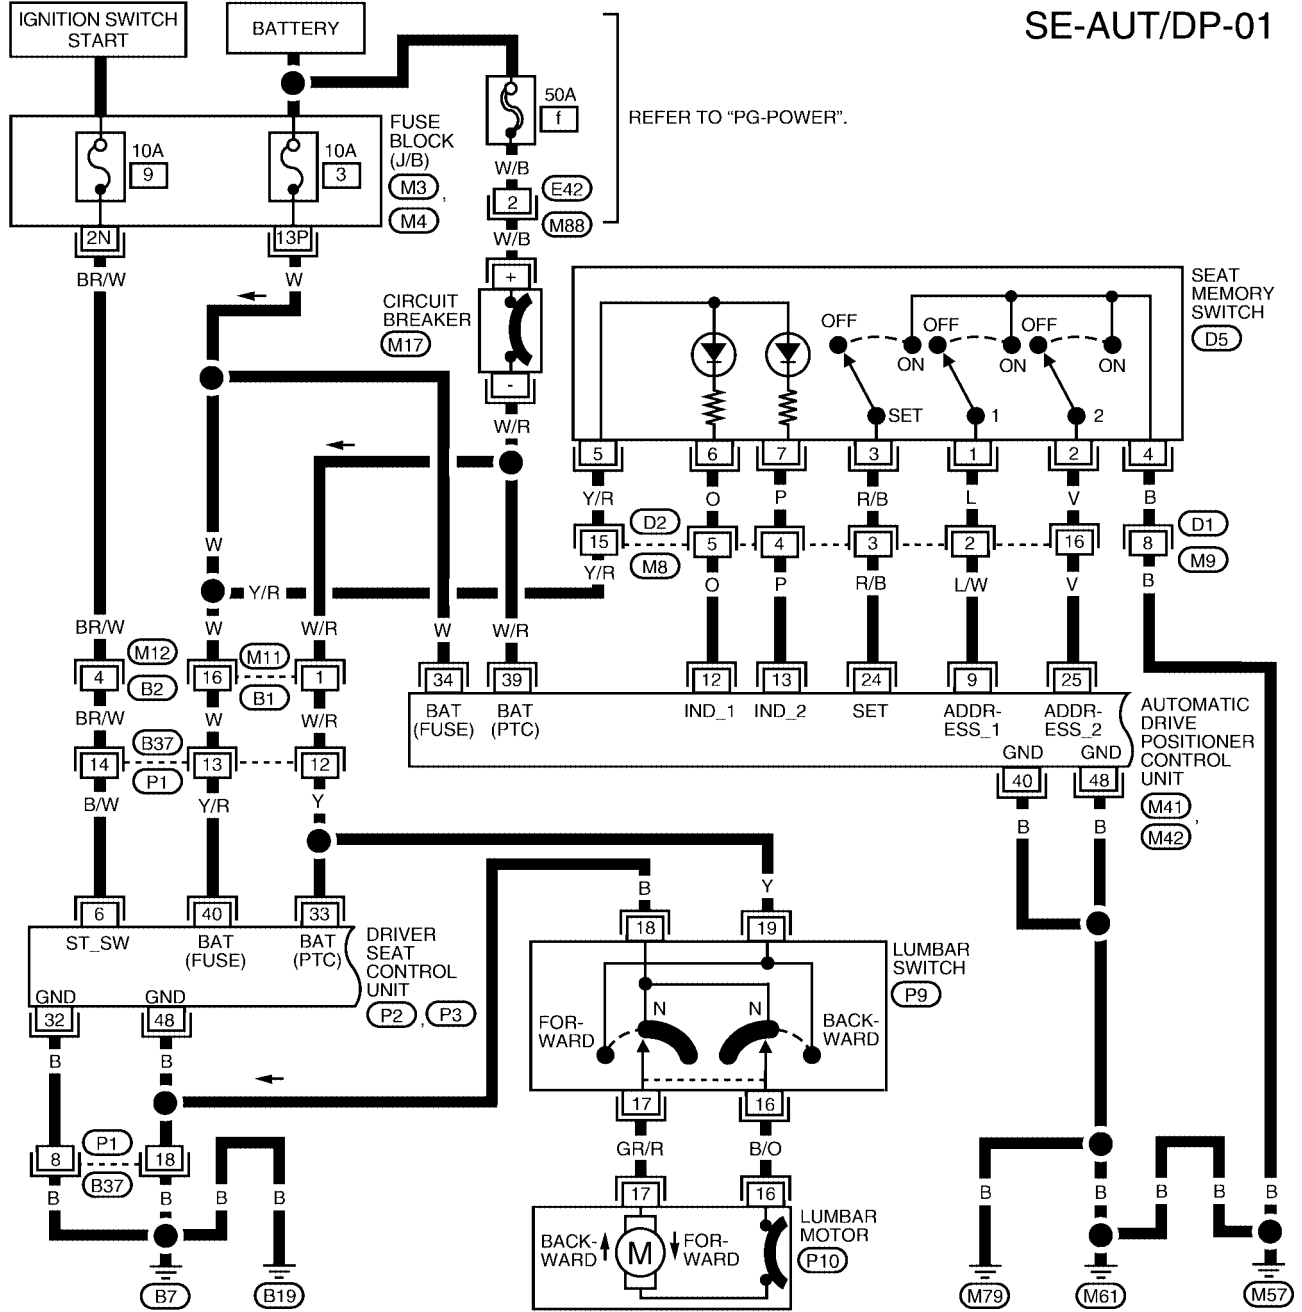 SE-AUT/DP-01
IGNITION SWITCH
START
BATTERY
50A
f
REFER TO “PG-POWER”.
FUSE
BLOCK
(J/B)
M3 ,
M4
10A
9
10A
3
W/B
2
E42
M88
W/B
2N
13P
BR/W
W
+
CIRCUIT
BREAKER
M17
-
W/R
SEAT
MEMORY
SWITCH
D5
OFF
ON
OFF
ON
OFF
ON
SET
1
2
5 6 7 3 1 2 4
Y/R O P R/B L V B
15
D2
M8
5 4 3 2 16 8
D1
M9
Y/R O P R/B L/W V B
W
Y/R
BR/W W W/R W W/R
4
M12
B2
16
M11
B1
1
34 39 12 13 24 9 25
BAT
(FUSE)
BAT
(PTC)
IND_1
IND_2
SET
ADDR-
ESS_1
ADDR-
ESS_2
GND
GND
40 48
AUTOMATIC
DRIVE
POSITIONER
CONTROL
UNIT
M41 ,
M42
B B
BR/W W W/R
14
B37
P1
13
12
B/W Y/R Y
B
Y
6 40 33
ST_SW
BAT
(FUSE)
BAT
(PTC)
DRIVER
SEAT
CONTROL
UNIT
P2 , P3
GND
GND
32 48
B B
18 19
LUMBAR
SWITCH
P9
N
N
FOR-
WARD
BACK-
WARD
17 16
GR/R B/O
8
P1
B37
18
B B B B
B7
B19
17 16
BACK-
WARD
M
FOR-
WARD
LUMBAR
MOTOR
P10
B B B B B
M79
M61
M57